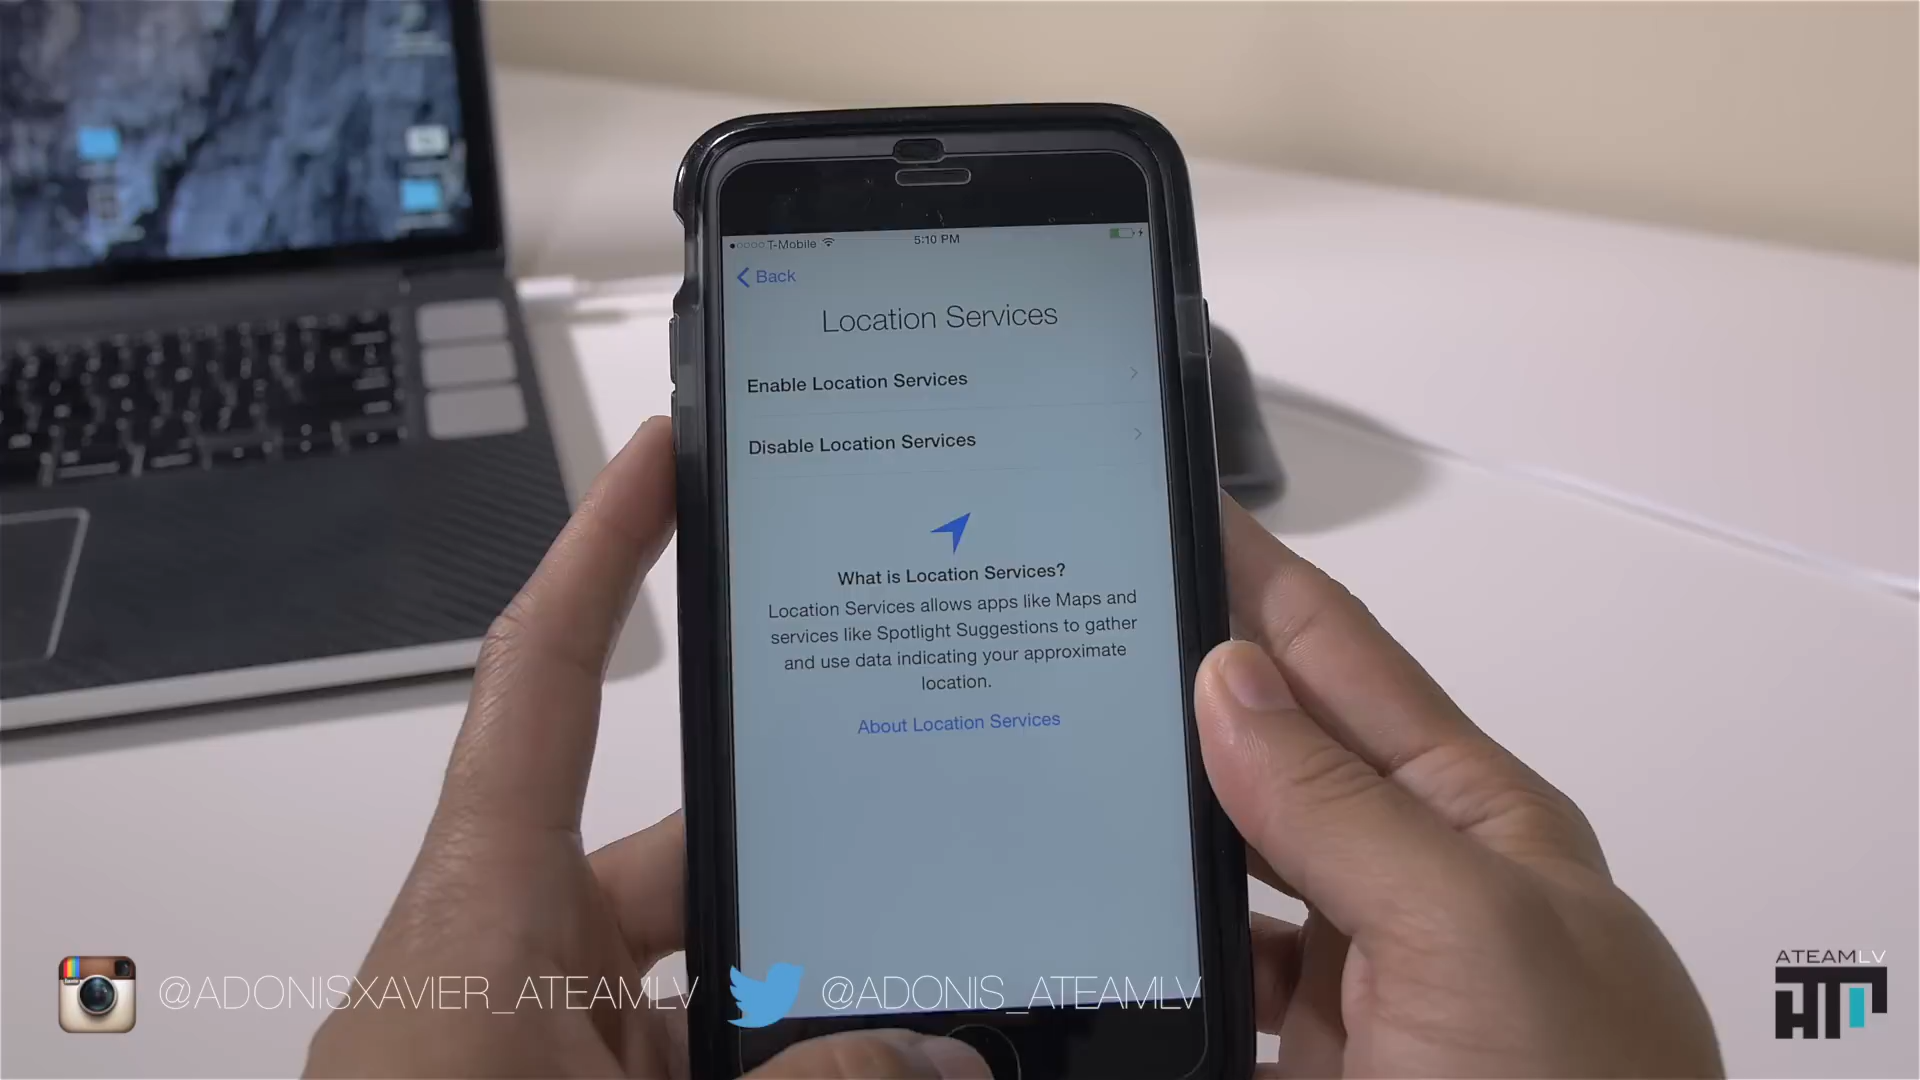 T-Mobile
5:10 PM
Back
Location Services
Enable Location Services
Disable Location Services
What is Location Services?
Location Services allows apps like Maps and
services like Spotlight Suggestions to gather
and use data indicating your approximate
location.
About Location Services
@ADONISXAVIER_ATEAMLV
@ADONIS_ATEAMLV
ATEAMLV